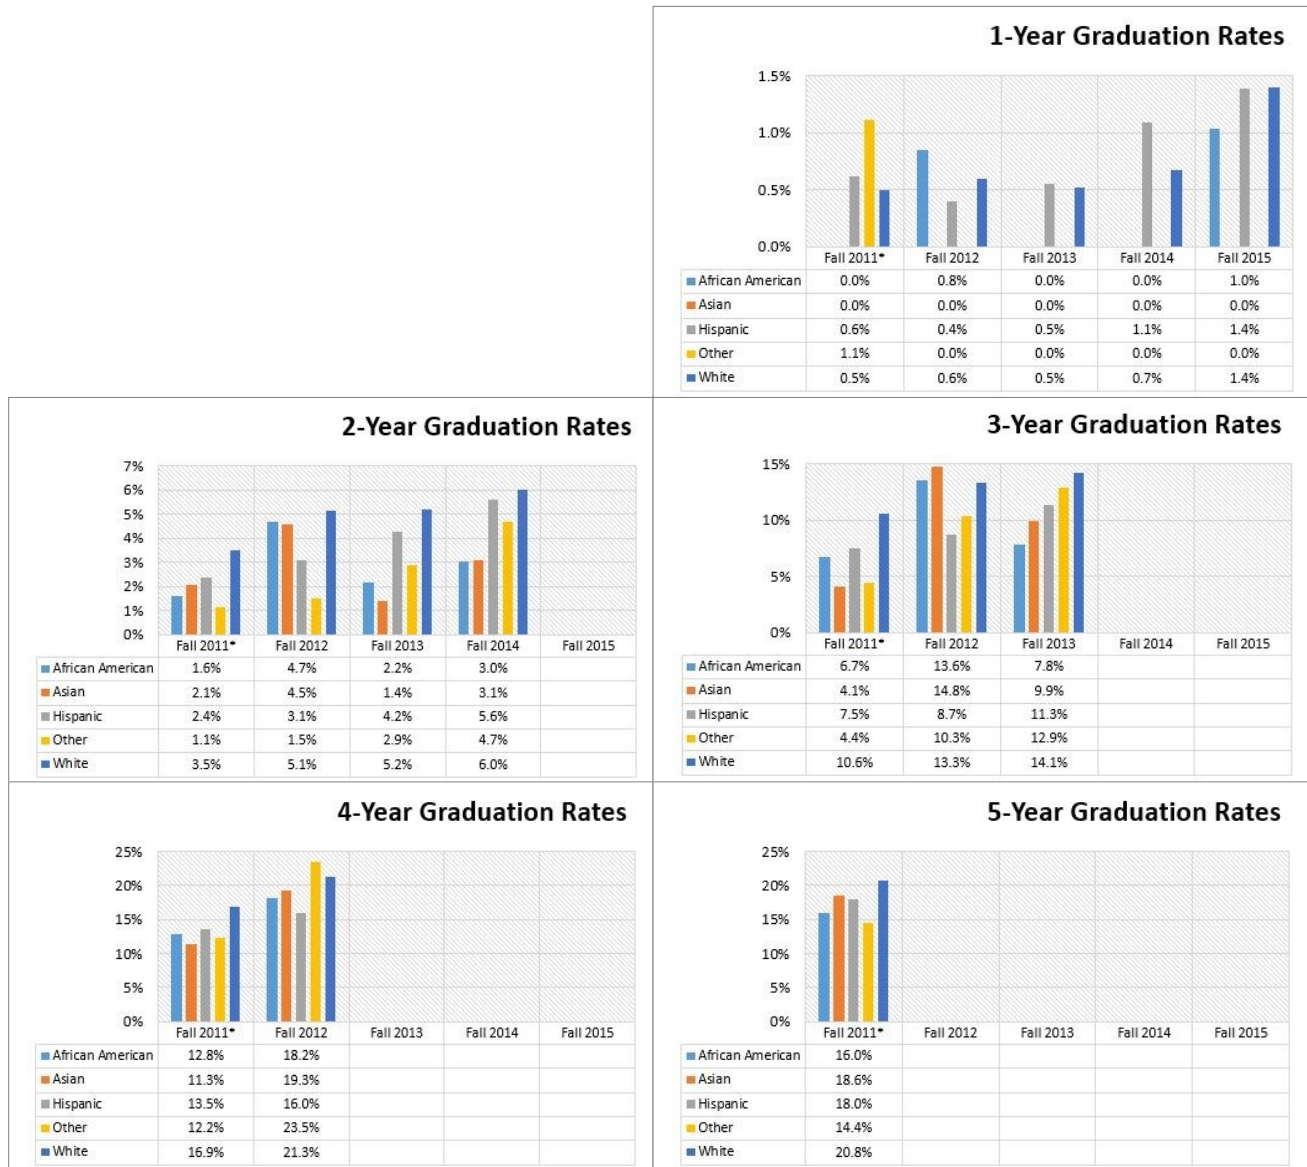 1-Year Graduation Rates
1.5%
1.0%
0.5%
0.0%
Fall 2011* Fall 2012 Fall 2013 Fall 2014 Fall 2015
African American 0.0% 0.8% 0.0% 0.0% 1.0%
Asian 0.0% 0.0% 0.0% 0.0% 0.0%
Hispanic 0.6% 0.4% 0.5% 1.1% 1.4%
Other 1.1% 0.0% 0.0% 0.0% 0.0%
White 0.5% 0.6% 0.5% 0.7% 1.4%
2-Year Graduation Rates
7%
6%
5%
4%
3%
2%
1%
0%
Fall 2011* Fall 2012 Fall 2013 Fall 2014 Fall 2015
African American 1.6% 4.7% 2.2% 3.0%
Asian 2.1% 4.5% 1.4% 3.1%
Hispanic 2.4% 3.1% 4.2% 5.6%
Other 1.1% 1.5% 2.9% 4.7%
White 3.5% 5.1% 5.2% 6.0%
3-Year Graduation Rates
15%
10%
5%
0%
Fall 2011* Fall 2012 Fall 2013 Fall 2014 Fall 2015
African American 6.7% 13.6% 7.8%
Asian 4.1% 14.8% 9.9%
Hispanic 7.5% 8.7% 11.3%
Other 4.4% 10.3% 12.9%
White 10.6% 13.3% 14.1%
4-Year Graduation Rates
25%
20%
15%
10%
5%
0%
Fall 2011* Fall 2012 Fall 2013 Fall 2014 Fall 2015
African American 12.8% 18.2%
Asian 11.3% 19.3%
Hispanic 13.5% 16.0%
Other 12.2% 23.5%
White 16.9% 21.3%
5-Year Graduation Rates
25%
20%
15%
10%
5%
0%
Fall 2011* Fall 2012 Fall 2013 Fall 2014 Fall 2015
African American 16.0%
Asian 18.6%
Hispanic 18.0%
Other 14.4%
White 20.8%